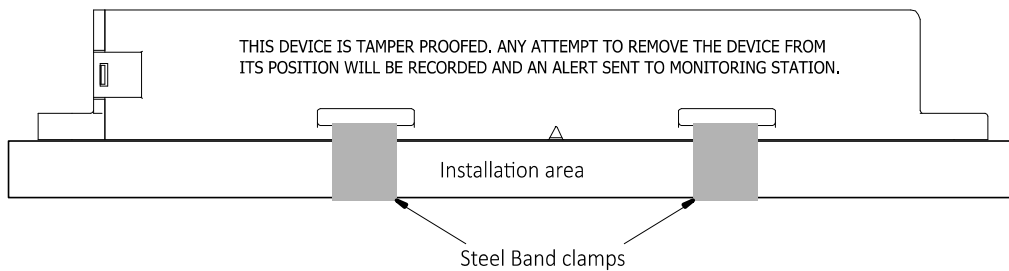 THIS DEVICE IS TAMPER PROOFED. ANY ATTEMPT TO REMOVE THE DEVICE FROM
ITS POSITION WILL BE RECORDED AND AN ALERT SENT TO MONITORING STATION.
Installation area
Steel Band clamps